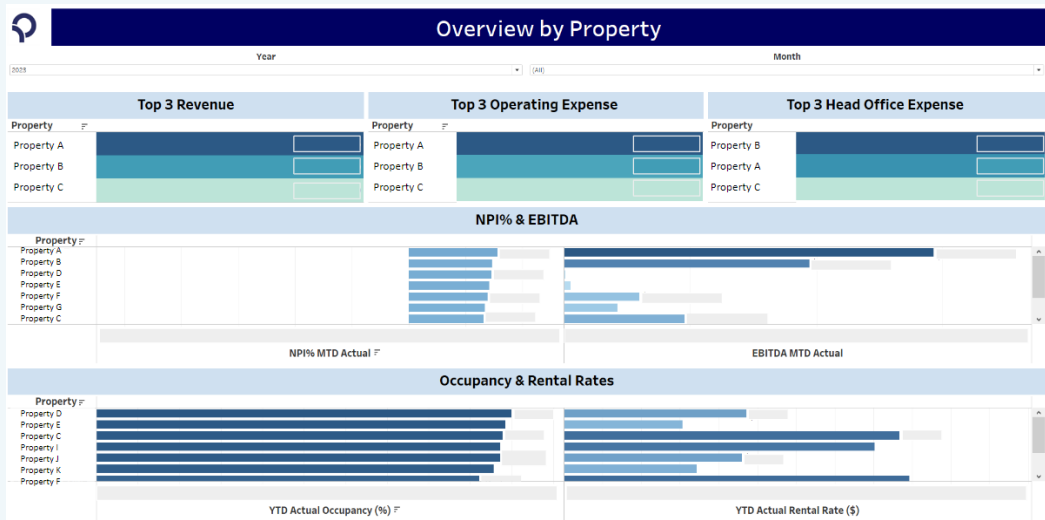 Overview by Property
Year Month
2023 (All)
Top 3 Revenue Top 3 Operating Expense Top 3 Head Office Expense
Property Property Property
Property A Property A Property B
Property B Property B Property A
Property C Property C Property C
NPI% & EBITDA
Property
Property A
Property B
Property D
Property E
Property F
Property G
Property C
NPI% MTD Actual EBITDA MTD Actual
Occupancy & Rental Rates
Property
Property D
Property E
Property C
Property I
Property J
Property K
Property F
YTD Actual Occupancy (%) YTD Actual Rental Rate ($)